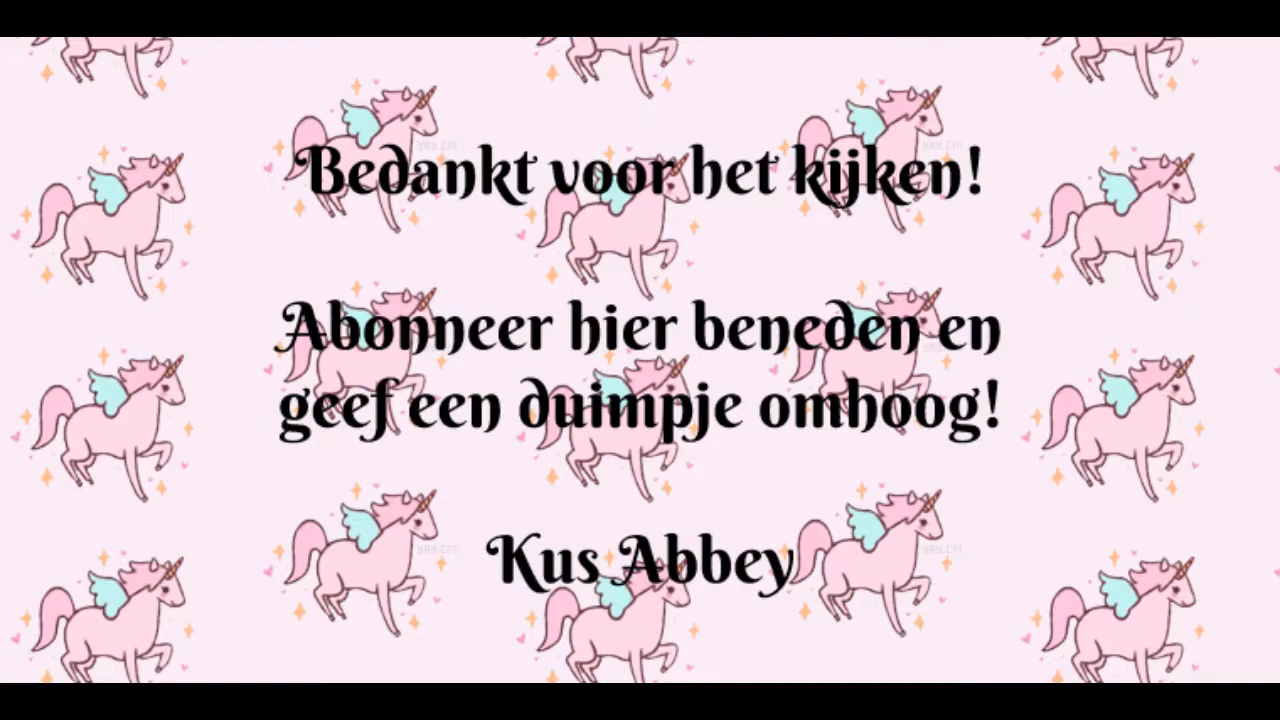 Bedankt voor het kijken!
Abonneer hier beneden en
geef een duimpje omhoog!
Kus Abbey